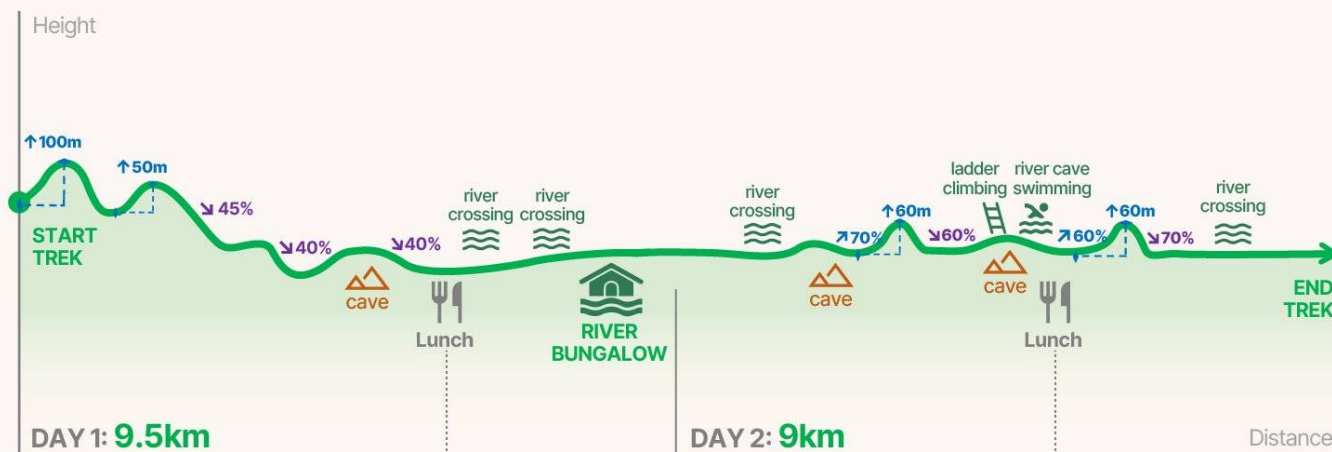 Height
↑100m
↑50m
↘45%
START
TREK
↘40%
cave
↘40%
Lunch
river
crossing
river
crossing
RIVER
BUNGALOW
river
crossing
cave
↗70%
↑60m
↘60%
ladder
climbing
river cave
swimming
cave
Lunch
↗60%
↑60m
↘70%
river
crossing
END
TREK
DAY 1: 9.5km
DAY 2: 9km
Distance